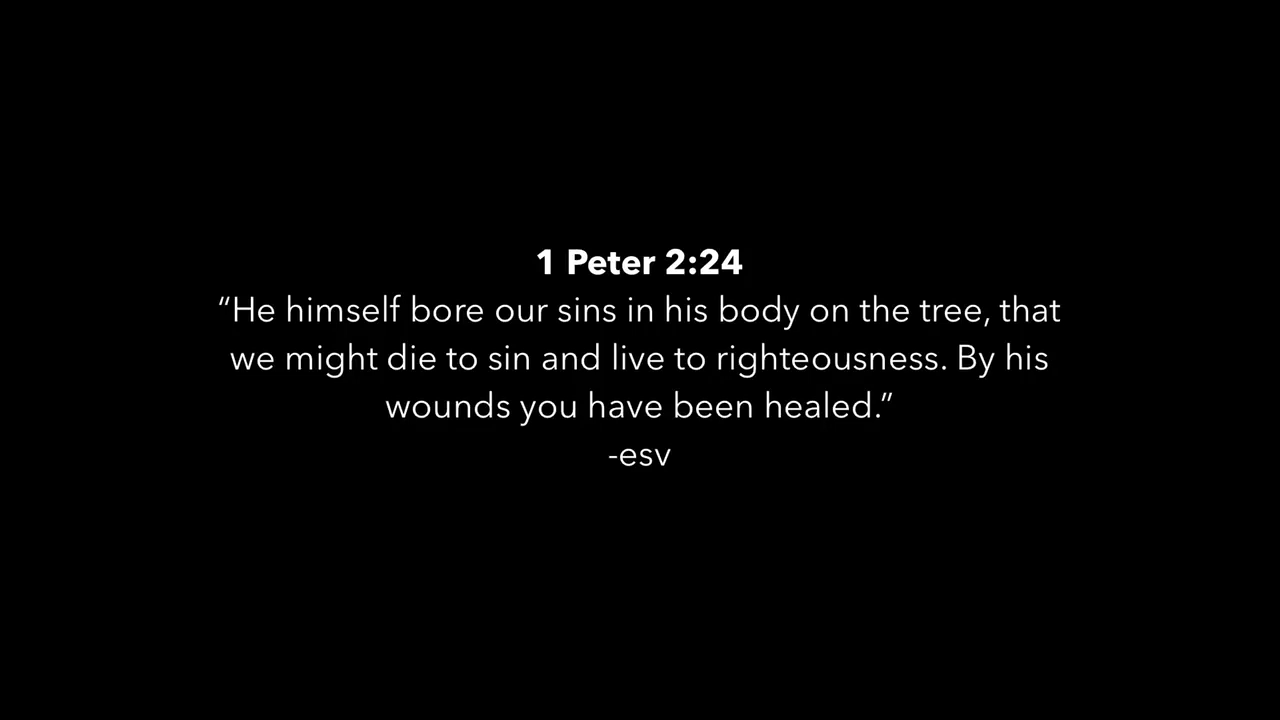 1 Peter 2:24
“He himself bore our sins in his body on the tree, that
we might die to sin and live to righteousness. By his
wounds you have been healed.”
-esv